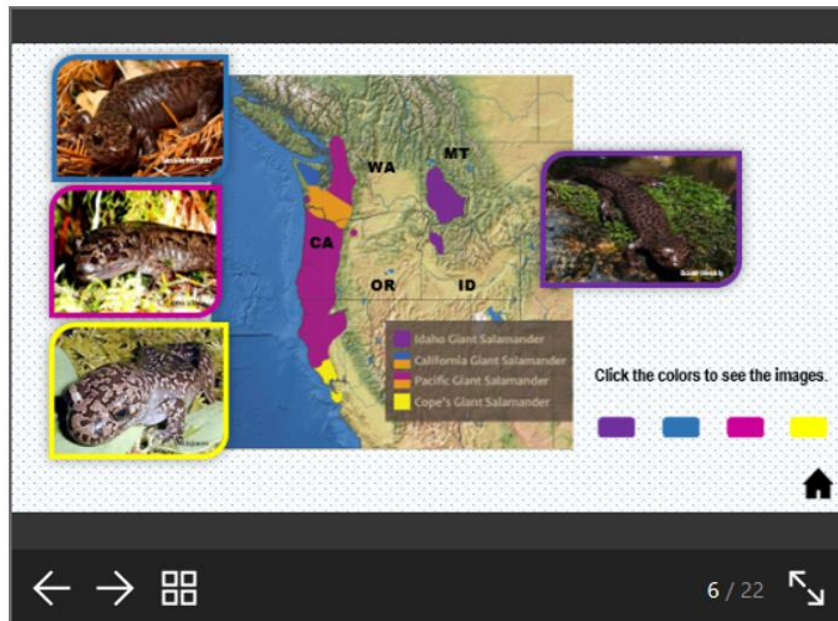 WA
MT
CA
OR
ID
Idaho Giant Salamander
California Giant Salamander
Pacific Giant Salamander
Cope's Giant Salamander
Click the colors to see the images.
6 / 22